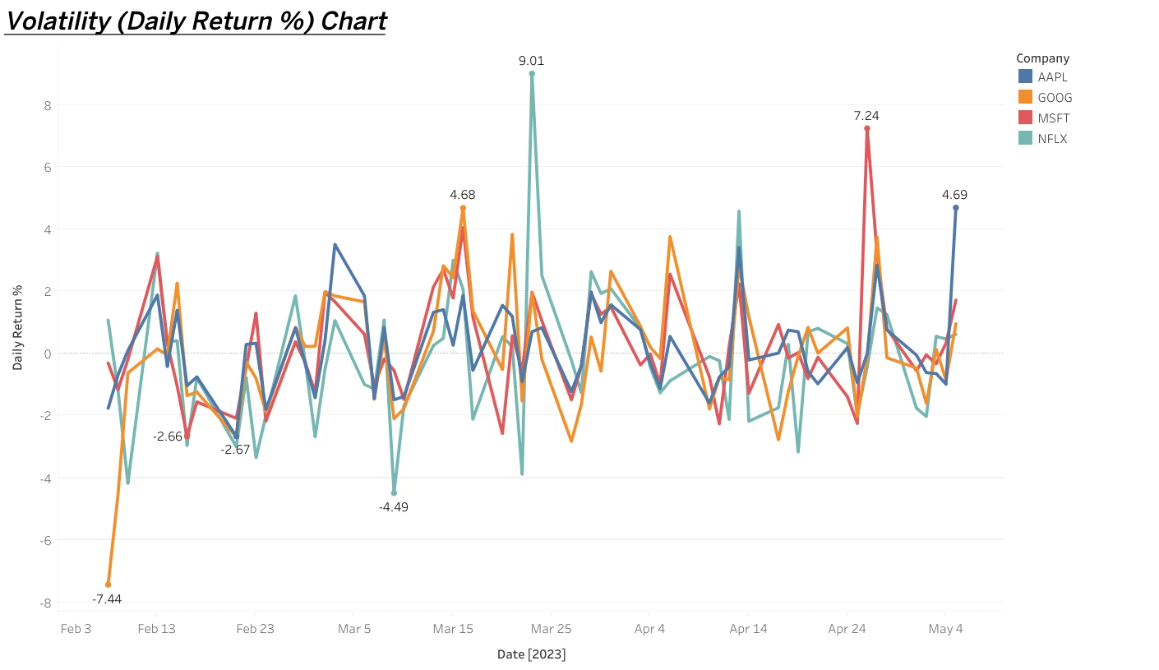 Volatility (Daily Return %) Chart
Company
AAPL
GOOG
MSFT
NFLX
Daily Return %
8
6
4
2
0
-2
-4
-6
-8
9.01
7.24
4.68
4.69
-2.66
-2.67
-4.49
-7.44
Feb 3 Feb 13 Feb 23 Mar 5 Mar 15 Mar 25 Apr 4 Apr 14 Apr 24 May 4
Date [2023]